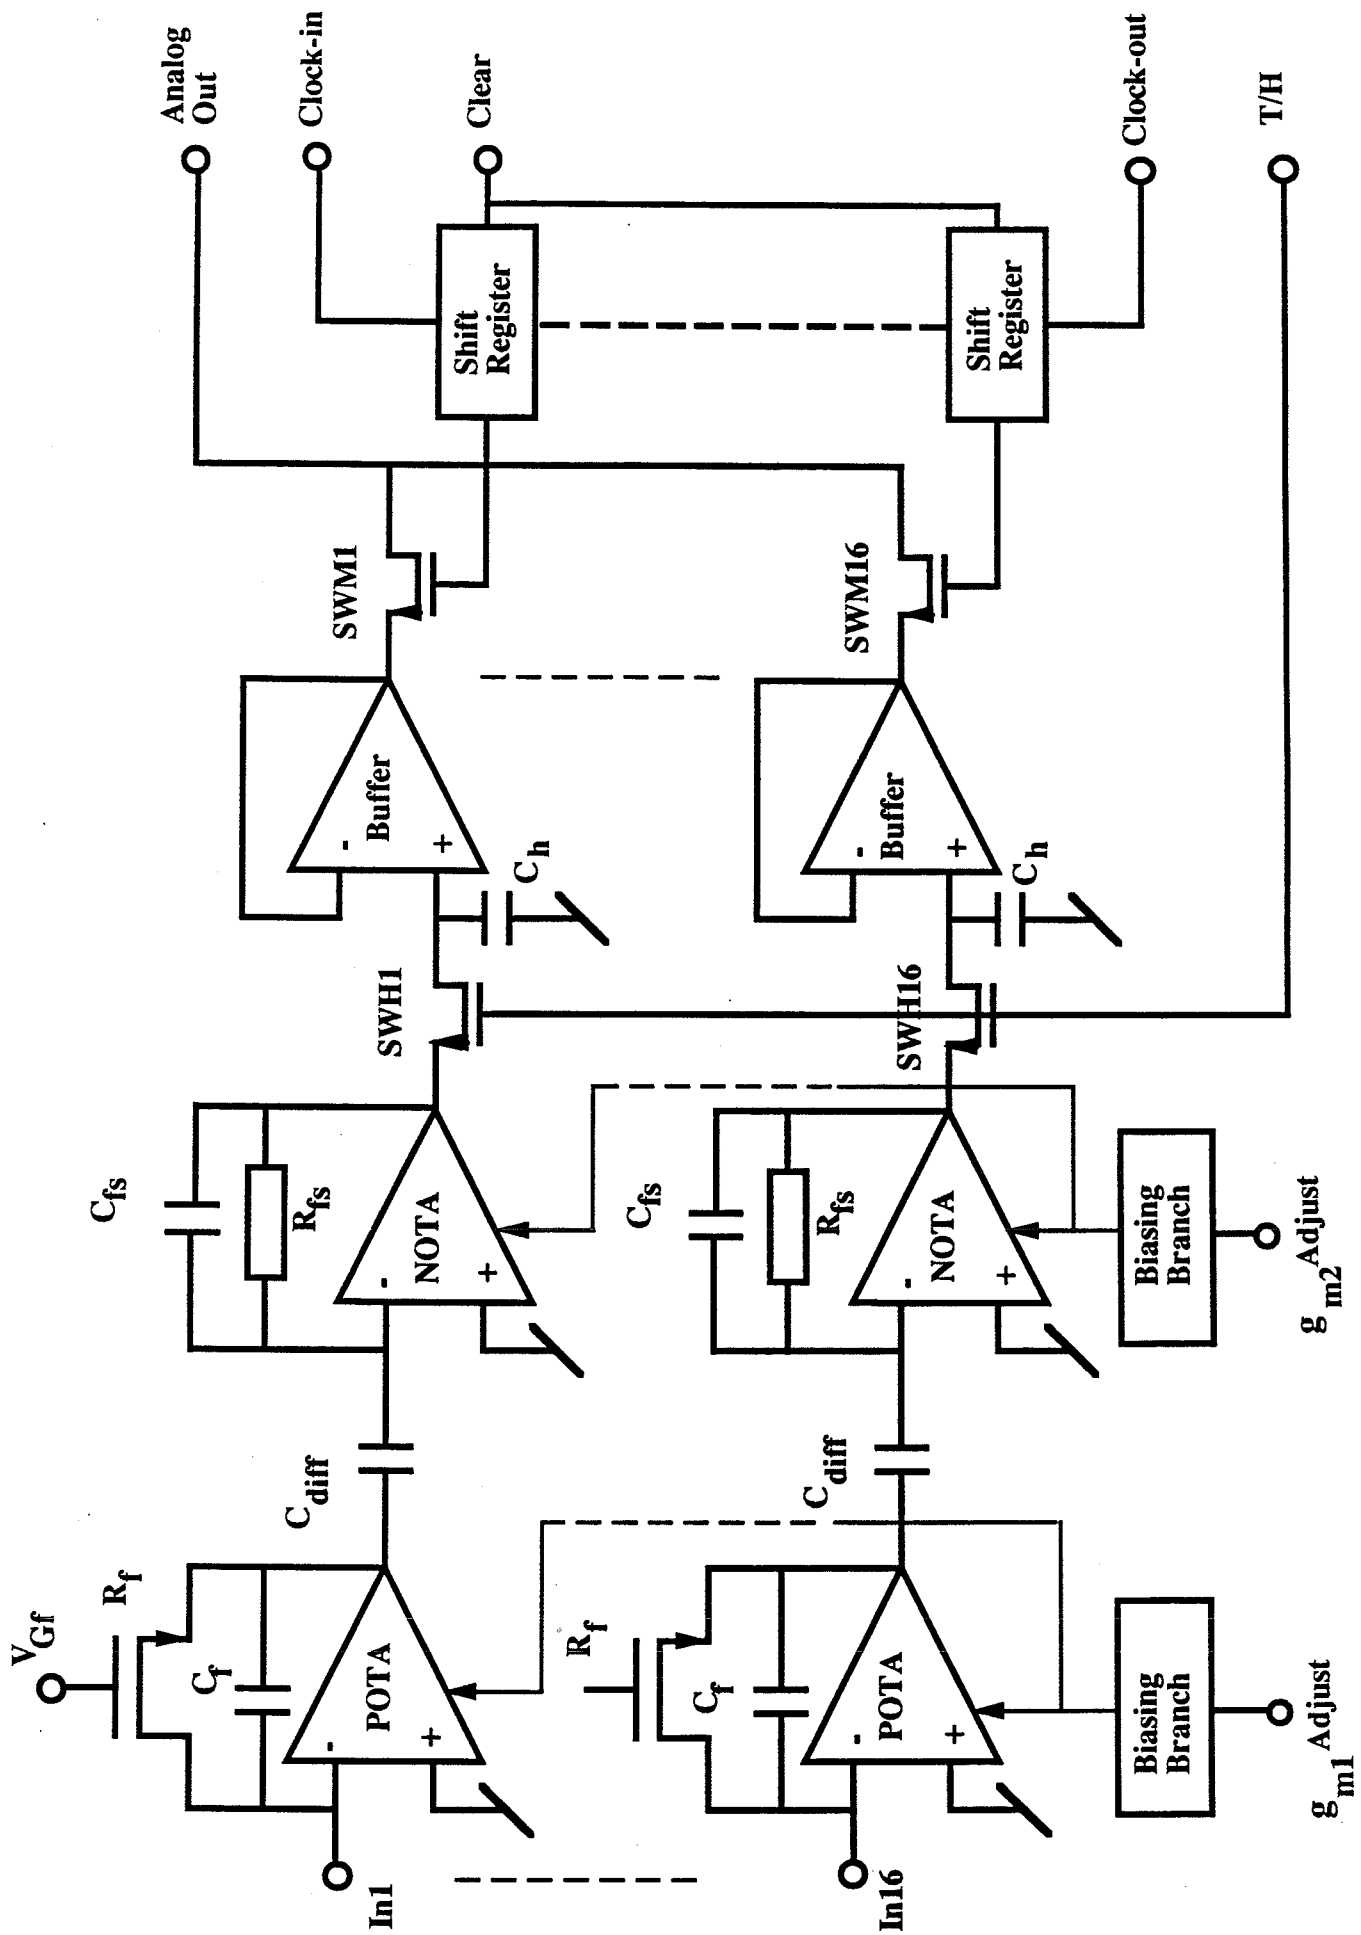 V_Gf
R_f
C_f
-
POTA
+
In1
C_diff
C_fs
R_fs
-
NOTA
+
SWH1
C_h
-
Buffer
+
SWM1
Analog
Out
Clock-in
Clear
Shift
Register
R_f
C_f
-
POTA
+
In16
C_diff
C_fs
R_fs
-
NOTA
+
SWH16
C_h
-
Buffer
+
SWM16
Shift
Register
Clock-out
T/H
Biasing
Branch
g_m1 Adjust
Biasing
Branch
g_m2 Adjust